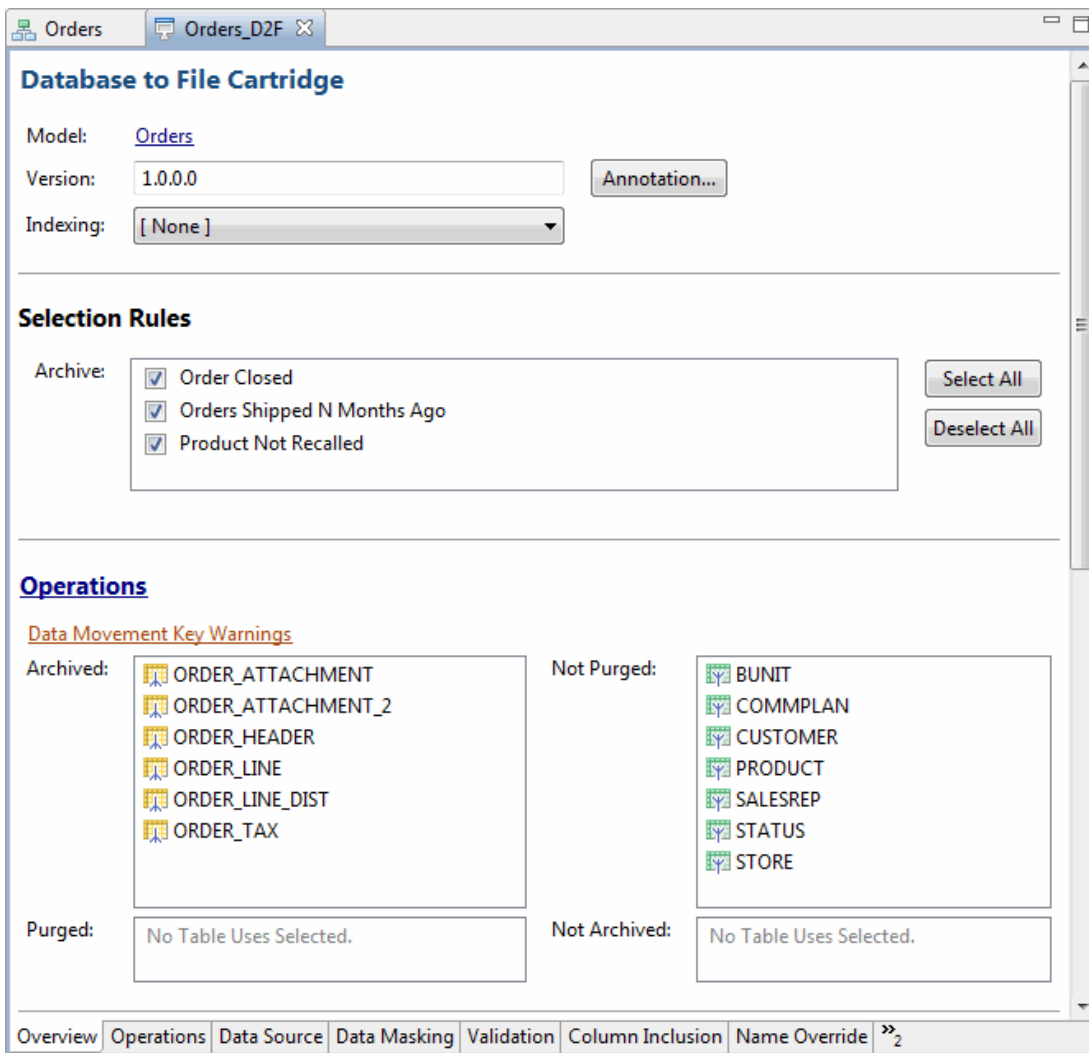 Orders Orders_D2F
Database to File Cartridge
Model: Orders
Version: 1.0.0.0 Annotation...
Indexing: [ None ]
Selection Rules
Archive: Order Closed Select All
Orders Shipped N Months Ago
Product Not Recalled Deselect All
Operations
Data Movement Key Warnings
Archived: ORDER_ATTACHMENT Not Purged: BUNIT
ORDER_ATTACHMENT_2 COMMPLAN
ORDER_HEADER CUSTOMER
ORDER_LINE PRODUCT
ORDER_LINE_DIST SALESREP
ORDER_TAX STATUS
STORE
Purged: No Table Uses Selected. Not Archived: No Table Uses Selected.
Overview Operations Data Source Data Masking Validation Column Inclusion Name Override »2